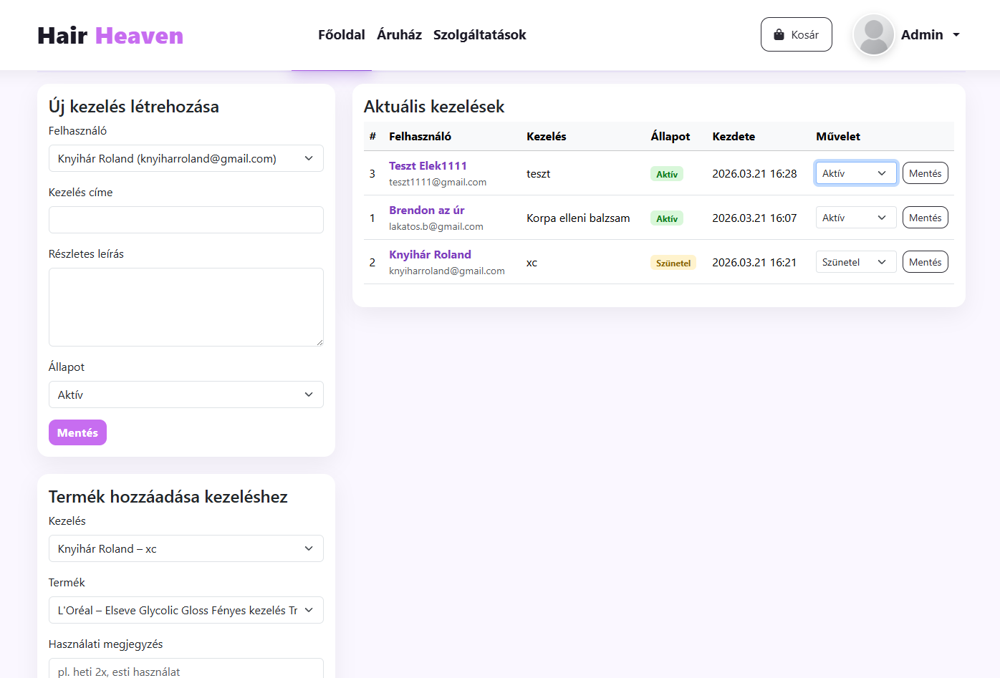 Hair Heaven
Főoldal Áruház Szolgáltatások
Kosár
Admin
Új kezelés létrehozása
Felhasználó
Knyihár Roland (knyiharroland@gmail.com)
Kezelés címe
Részletes leírás
Állapot
Aktív
Mentés
Termék hozzáadása kezeléshez
Kezelés
Knyihár Roland – xc
Termék
L'Oréal – Elseve Glycolic Gloss Fényes kezelés Tr
Használati megjegyzés
pl. heti 2x, esti használat
Aktuális kezelések
# Felhasználó Kezelés Állapot Kezdete Művelet
3 Teszt Elek1111 teszt1111@gmail.com teszt Aktív 2026.03.21 16:28 Aktív Mentés
1 Brendon az úr lakatos.b@gmail.com Korpa elleni balzsam Aktív 2026.03.21 16:07 Aktív Mentés
2 Knyihár Roland knyiharroland@gmail.com xc Szünetel 2026.03.21 16:21 Szünetel Mentés